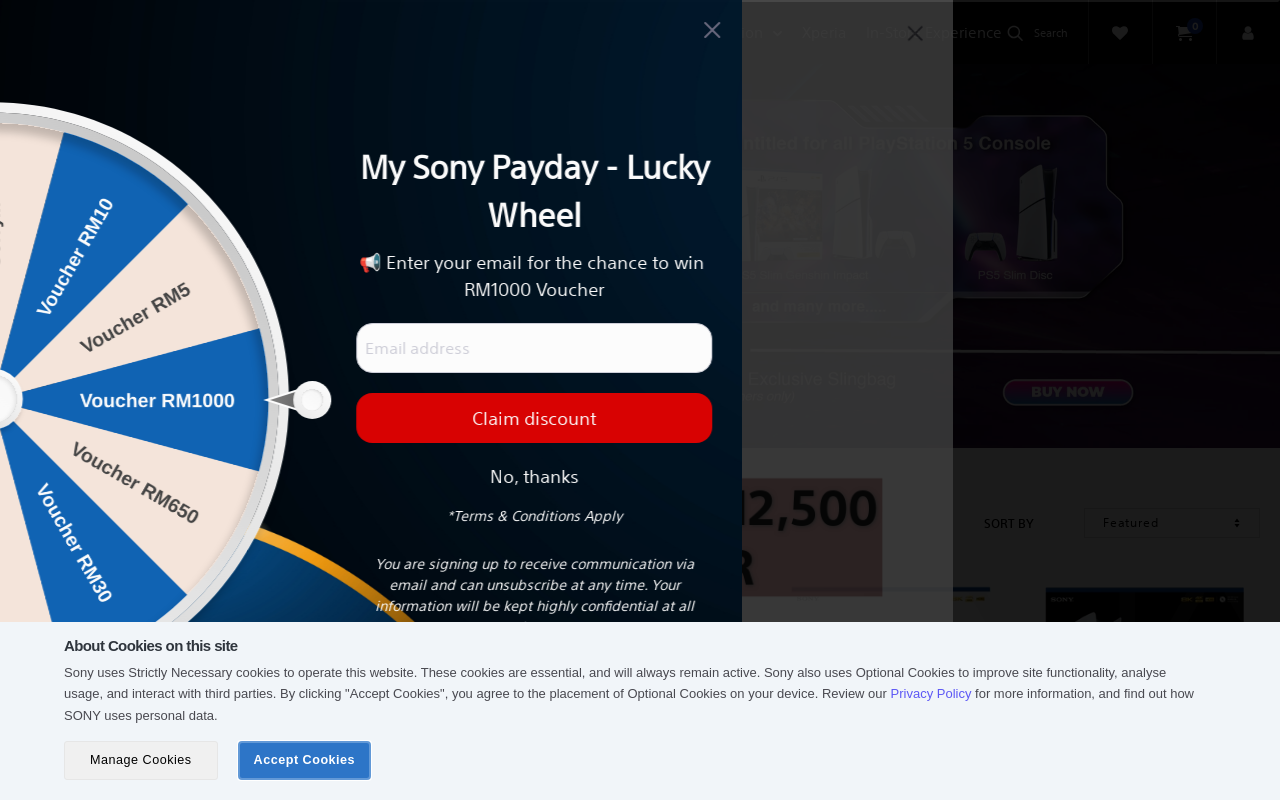 My Sony Payday - Lucky
Wheel
📢 Enter your email for the chance to win
RM1000 Voucher
Email address
Claim discount
No, thanks
*Terms & Conditions Apply
You are signing up to receive communication via
email and can unsubscribe at any time. Your
information will be kept highly confidential at all
Voucher RM10
Voucher RM5
Voucher RM1000
Voucher RM650
Voucher RM30
Xperia
In-Store Experience
Search
0
for all PlayStation 5 Console
PS5 Slim Disc
and many more
Exclusive Slingbag
BUY NOW
2,500
R
SORT BY
Featured
SONY
About Cookies on this site
Sony uses Strictly Necessary cookies to operate this website. These cookies are essential, and will always remain active. Sony also uses Optional Cookies to improve site functionality, analyse
usage, and interact with third parties. By clicking "Accept Cookies", you agree to the placement of Optional Cookies on your device. Review our Privacy Policy for more information, and find out how
SONY uses personal data.
Manage Cookies
Accept Cookies